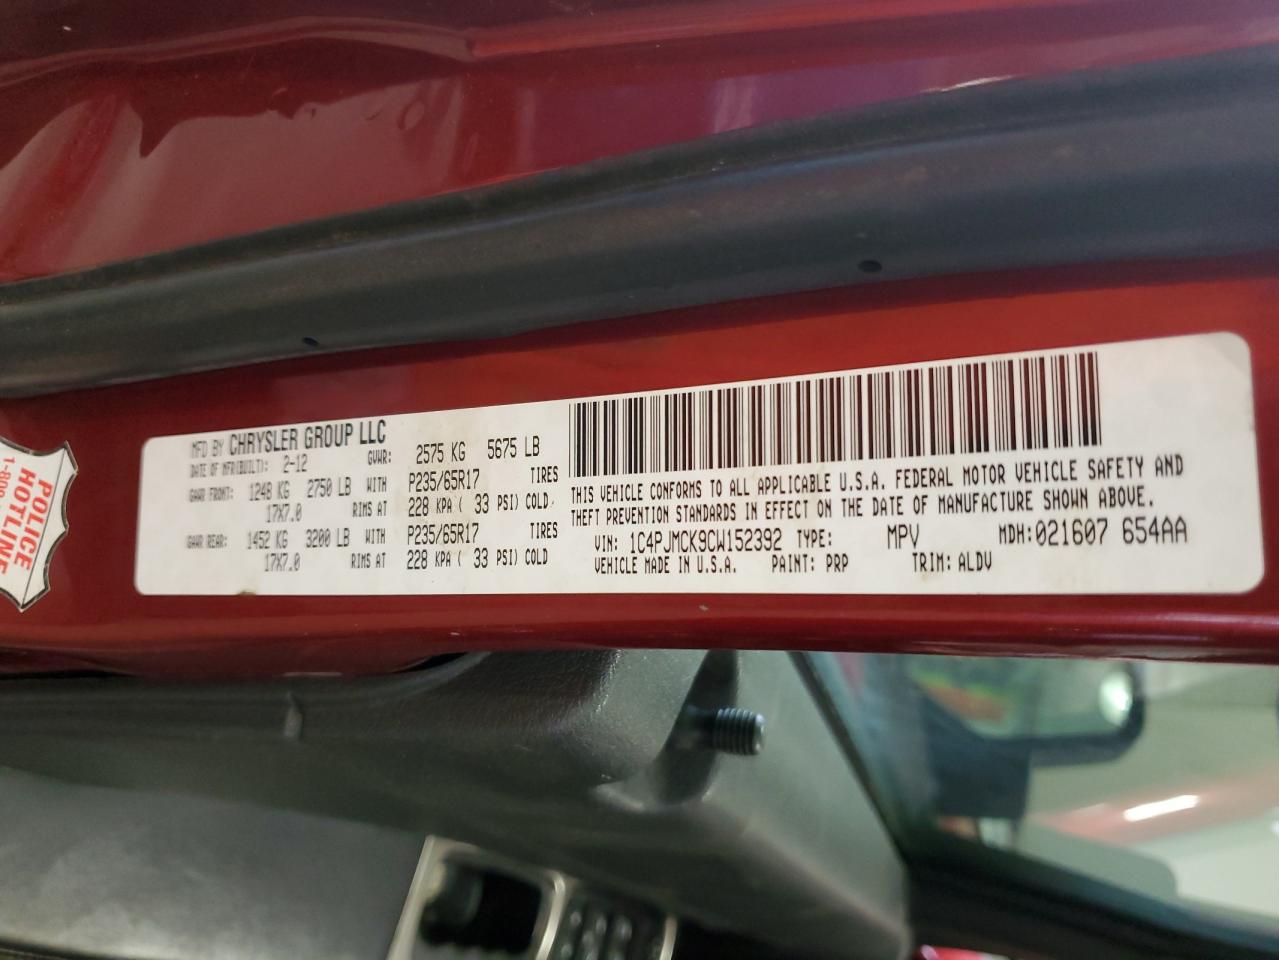 MFD BY CHRYSLER GROUP LLC
DATE OF MFR(BUILT): 2-12 GVWR: 2575 KG 5675 LB
GAWR FRONT: 1248 KG 2750 LB WITH P235/65R17 TIRES
17X7.0 RIMS AT 228 KPA ( 33 PSI) COLD.
GAWR REAR: 1452 KG 3200 LB WITH P235/65R17 TIRES
17X7.0 RIMS AT 228 KPA ( 33 PSI) COLD
THIS VEHICLE CONFORMS TO ALL APPLICABLE U.S.A. FEDERAL MOTOR VEHICLE SAFETY AND
THEFT PREVENTION STANDARDS IN EFFECT ON THE DATE OF MANUFACTURE SHOWN ABOVE.
VIN: 1C4PJMCK9CW152392 TYPE: MPV MDH:021607 654AA
VEHICLE MADE IN U.S.A. PAINT: PRP TRIM: ALDV
POLICE
HOTLINE